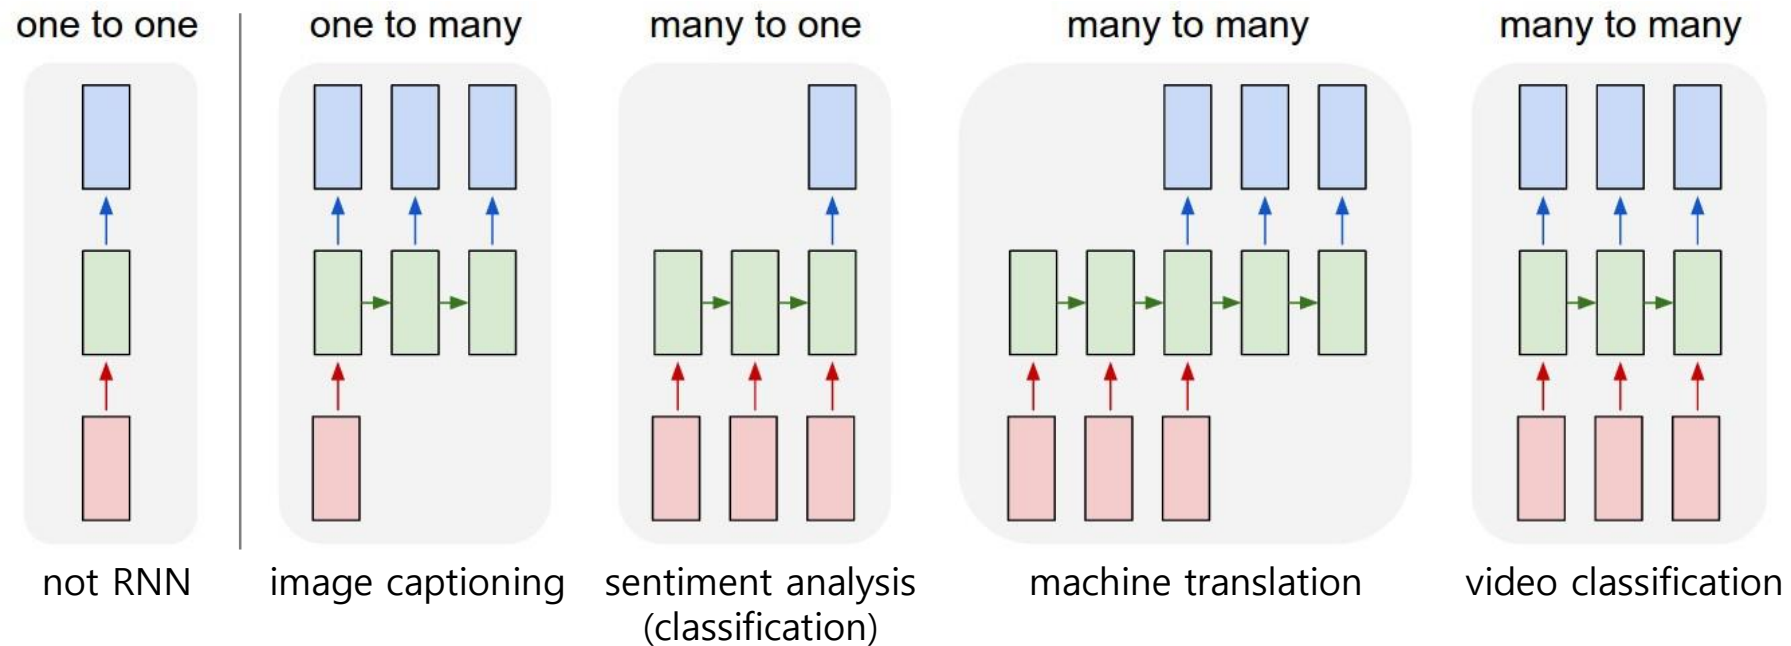 one to one
one to many
many to one
many to many
many to many
not RNN
image captioning
sentiment analysis
(classification)
machine translation
video classification